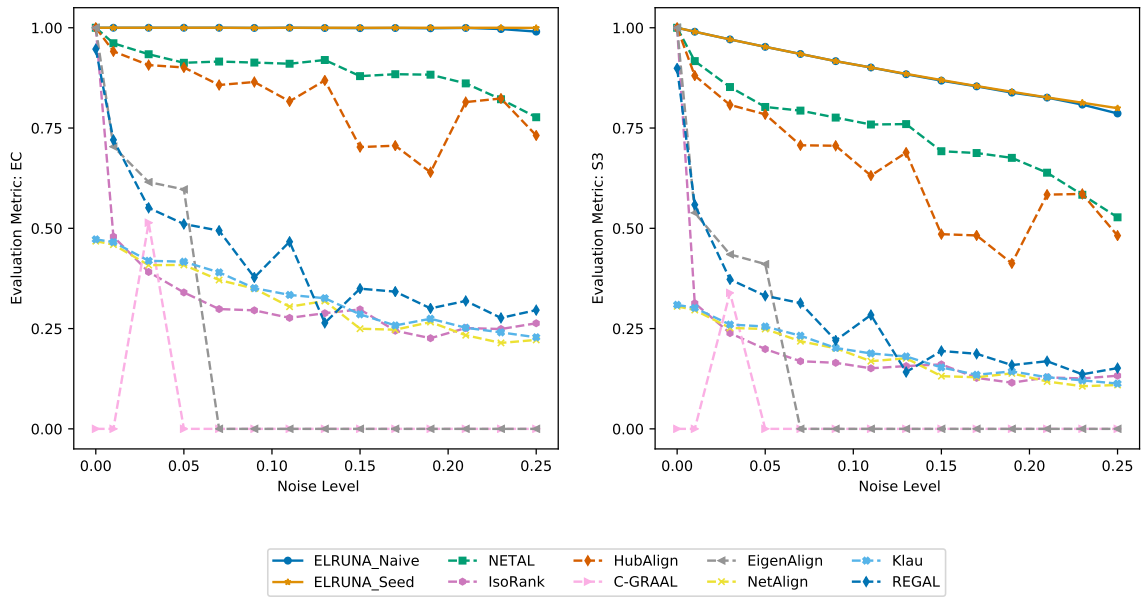 1.00
0.75
0.50
0.25
0.00
Evaluation Metric: EC
0.00 0.05 0.10 0.15 0.20 0.25
Noise Level
1.00
0.75
0.50
0.25
0.00
Evaluation Metric: S3
0.00 0.05 0.10 0.15 0.20 0.25
Noise Level
ELRUNA_Naive NETAL HubAlign EigenAlign Klau
ELRUNA_Seed IsoRank C-GRAAL NetAlign REGAL